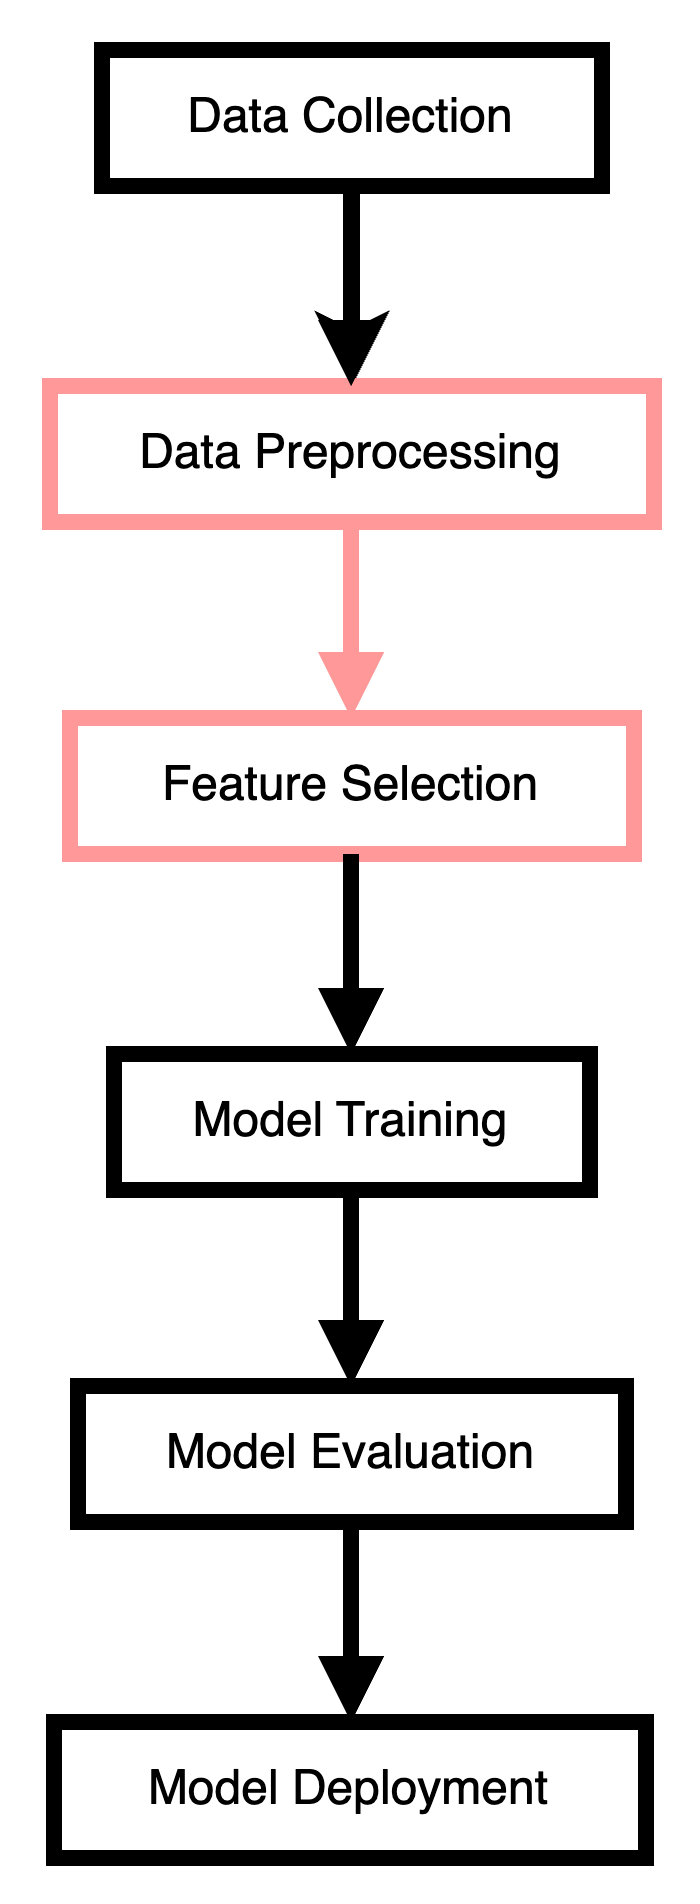 Data Collection
Data Preprocessing
Feature Selection
Model Training
Model Evaluation
Model Deployment